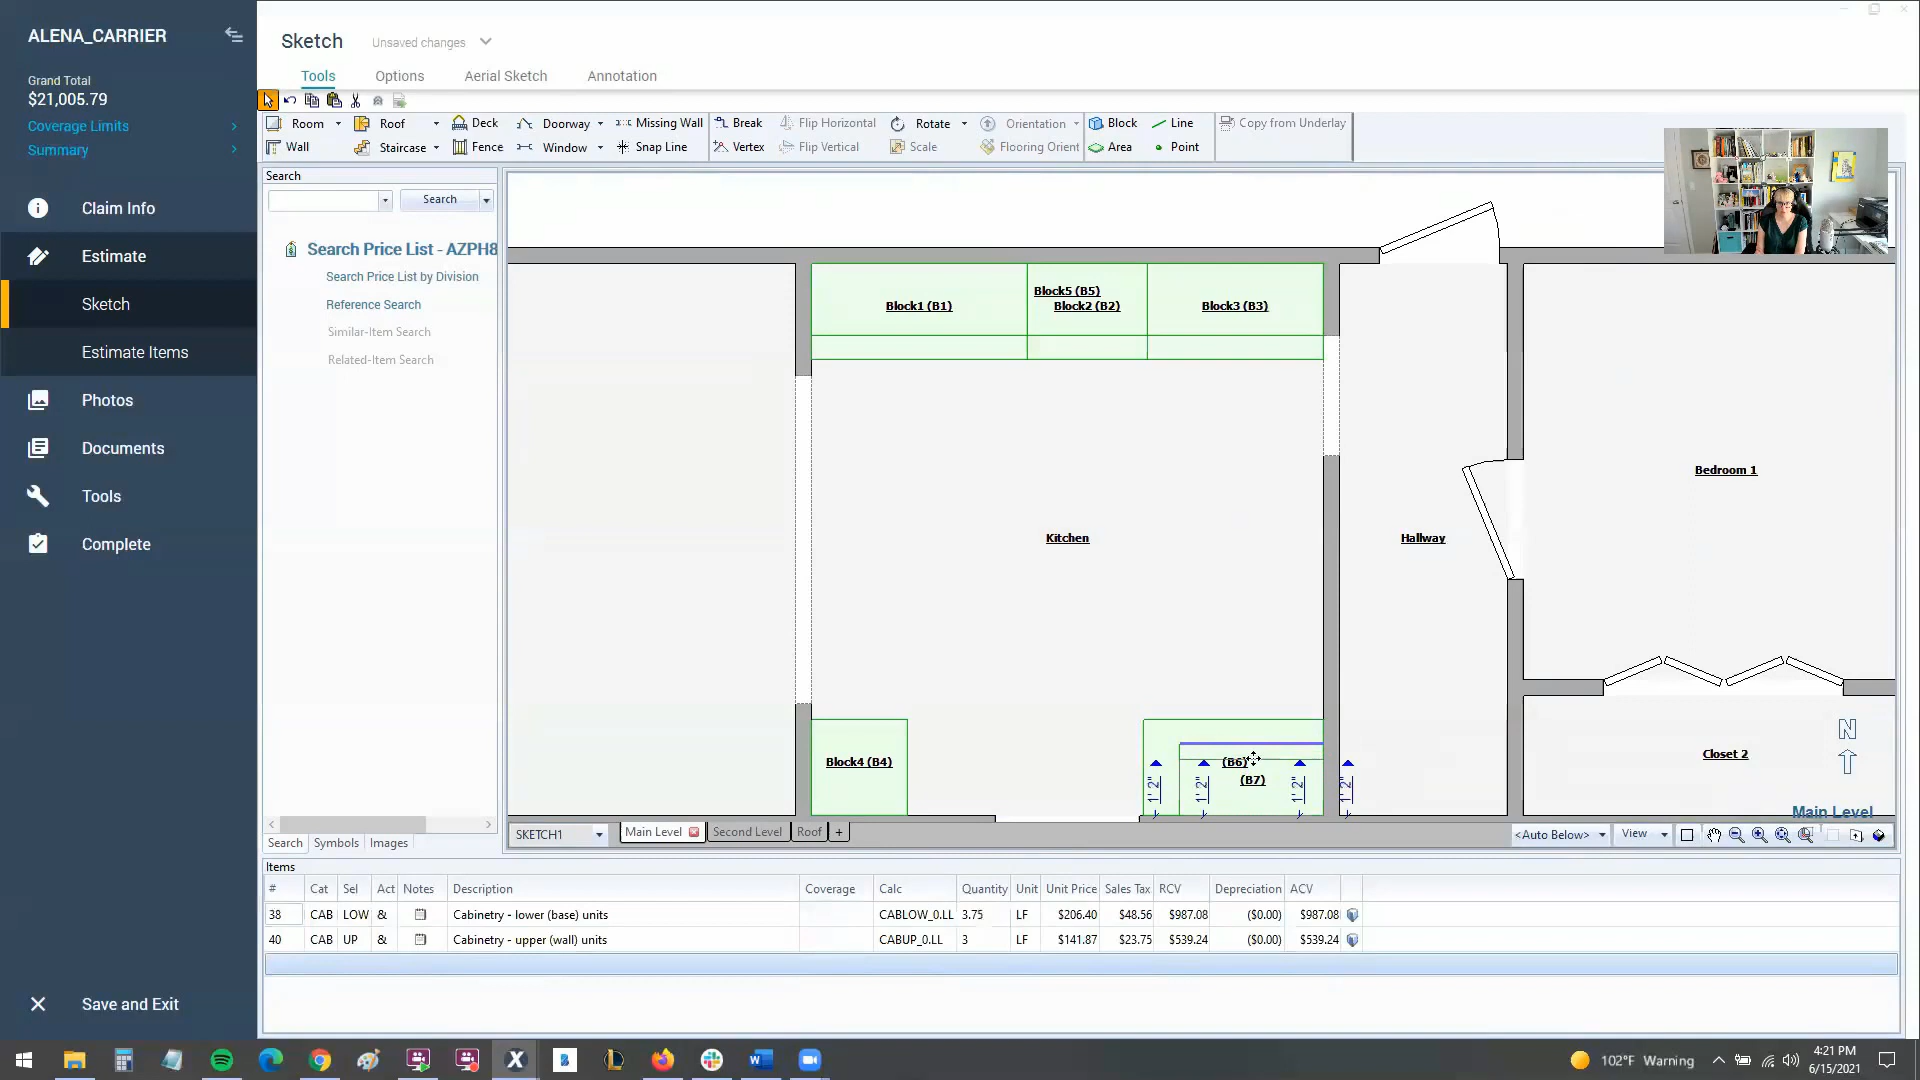 ALENA_CARRIER
Grand Total
$21,005.79
Coverage Limits
Summary
Claim Info
Estimate
Sketch
Estimate Items
Photos
Documents
Tools
Complete
Save and Exit
Sketch Unsaved changes
Tools Options Aerial Sketch Annotation
Room Roof Deck Doorway Missing Wall Break Flip Horizontal Rotate Orientation Block Line Copy from Underlay
Wall Staircase Fence Window Snap Line Vertex Flip Vertical Scale Flooring Orient Area Point
Search
Search
Search Price List - AZPH8
Search Price List by Division
Reference Search
Similar-Item Search
Related-Item Search
Search Symbols Images
Block1 (B1)
Block5 (B5)
Block2 (B2)
Block3 (B3)
Kitchen
Hallway
Bedroom 1
Block4 (B4)
(B6)
(B7)
1' 2"
1' 2"
1' 2"
1' 2"
Closet 2
N
Main Level
SKETCH1 Main Level Second Level Roof +
<Auto Below> View
Items
# Cat Sel Act Notes Description Coverage Calc Quantity Unit Unit Price Sales Tax RCV Depreciation ACV
38 CAB LOW & Cabinetry - lower (base) units CABLOW_0.LL 3.75 LF $206.40 $48.56 $987.08 ($0.00) $987.08
40 CAB UP & Cabinetry - upper (wall) units CABUP_0.LL 3 LF $141.87 $23.75 $539.24 ($0.00) $539.24
102°F Warning
4:21 PM
6/15/2021